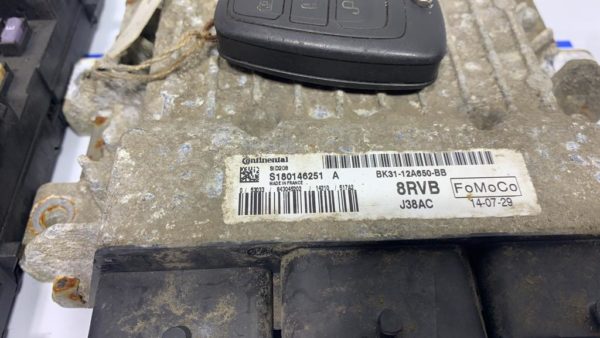 Continental
SID208
S180146251 A
MADE IN FRANCE
BK31-12A650-BB
8RVB
FoMoCo
J38AC
14-07-29